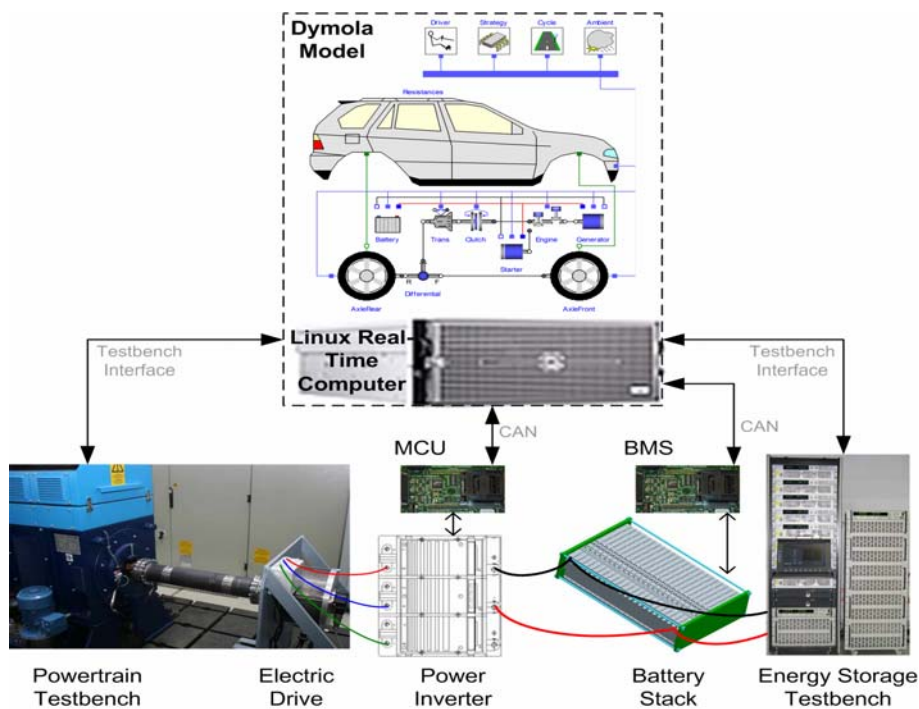 Dymola
Model
Driver
Strategy
Cycle
Ambient
Resistances
Battery
Trans
Clutch
Engine
Generator
Starter
R
F
Differential
AxleRear
AxleFront
Linux Real-
Time
Computer
Testbench
Interface
Testbench
Interface
CAN
CAN
MCU
BMS
Powertrain
Testbench
Electric
Drive
Power
Inverter
Battery
Stack
Energy Storage
Testbench